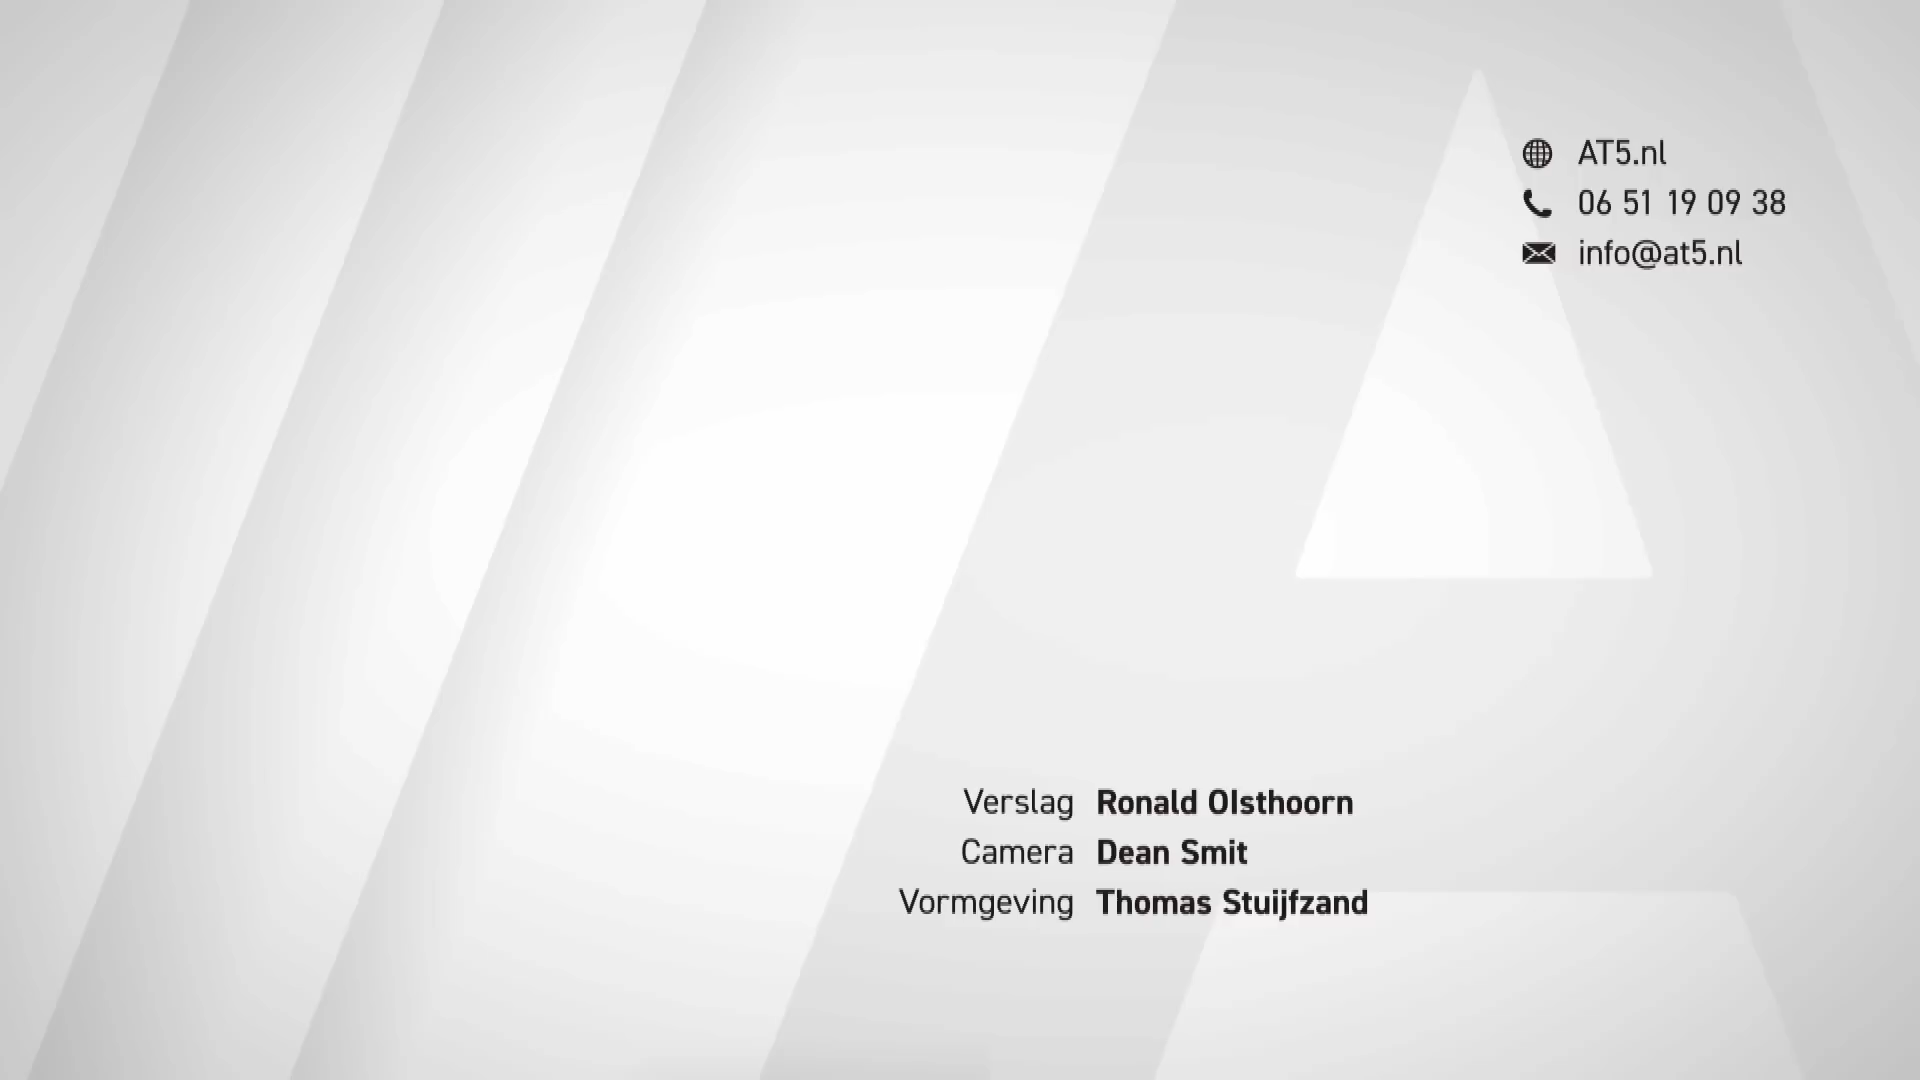 AT5.nl
06 51 19 09 38
info@at5.nl
Verslag Ronald Olsthoorn
Camera Dean Smit
Vormgeving Thomas Stuijfzand